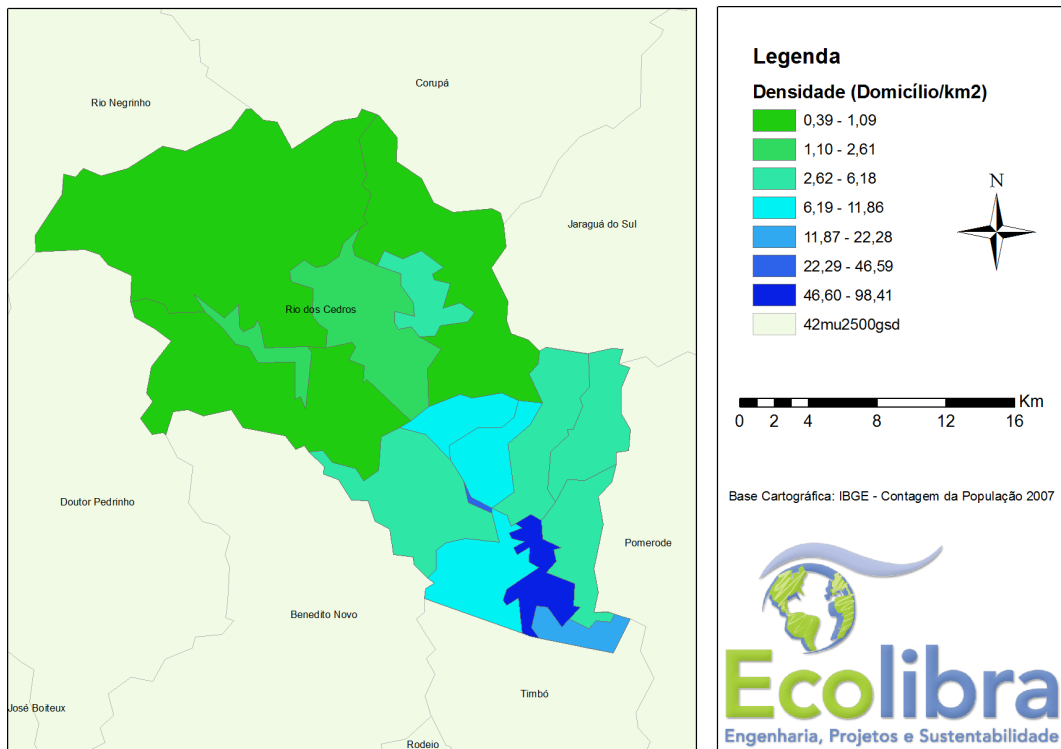 Corupá
Rio Negrinho
Jaraguá do Sul
Rio dos Cedros
Doutor Pedrinho
Pomerode
Benedito Novo
Timbó
José Boiteux
Rodeio
Legenda
Densidade (Domicílio/km2)
0,39 - 1,09
1,10 - 2,61
2,62 - 6,18
6,19 - 11,86
11,87 - 22,28
22,29 - 46,59
46,60 - 98,41
42mu2500gsd
N
Km
0 2 4 8 12 16
Base Cartográfica: IBGE - Contagem da População 2007
Ecolibra
Engenharia, Projetos e Sustentabilidade